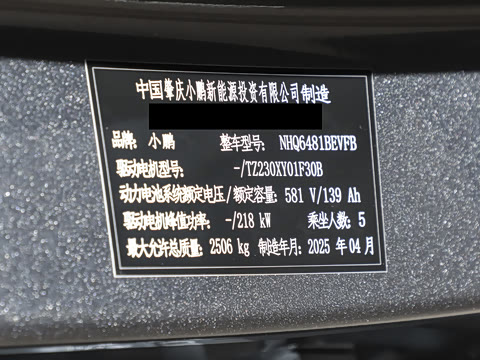 中国肇庆小鹏新能源投资有限公司制造
品牌: 小鹏 整车型号: NHQ6481BEVFB
驱动电机型号: -/TZ230XY01F30B
动力电池系统额定电压/额定容量: 581 V/139 Ah
驱动电机峰值功率: -/218 kW 乘坐人数: 5
最大允许总质量: 2506 kg 制造年月: 2025 年 04 月